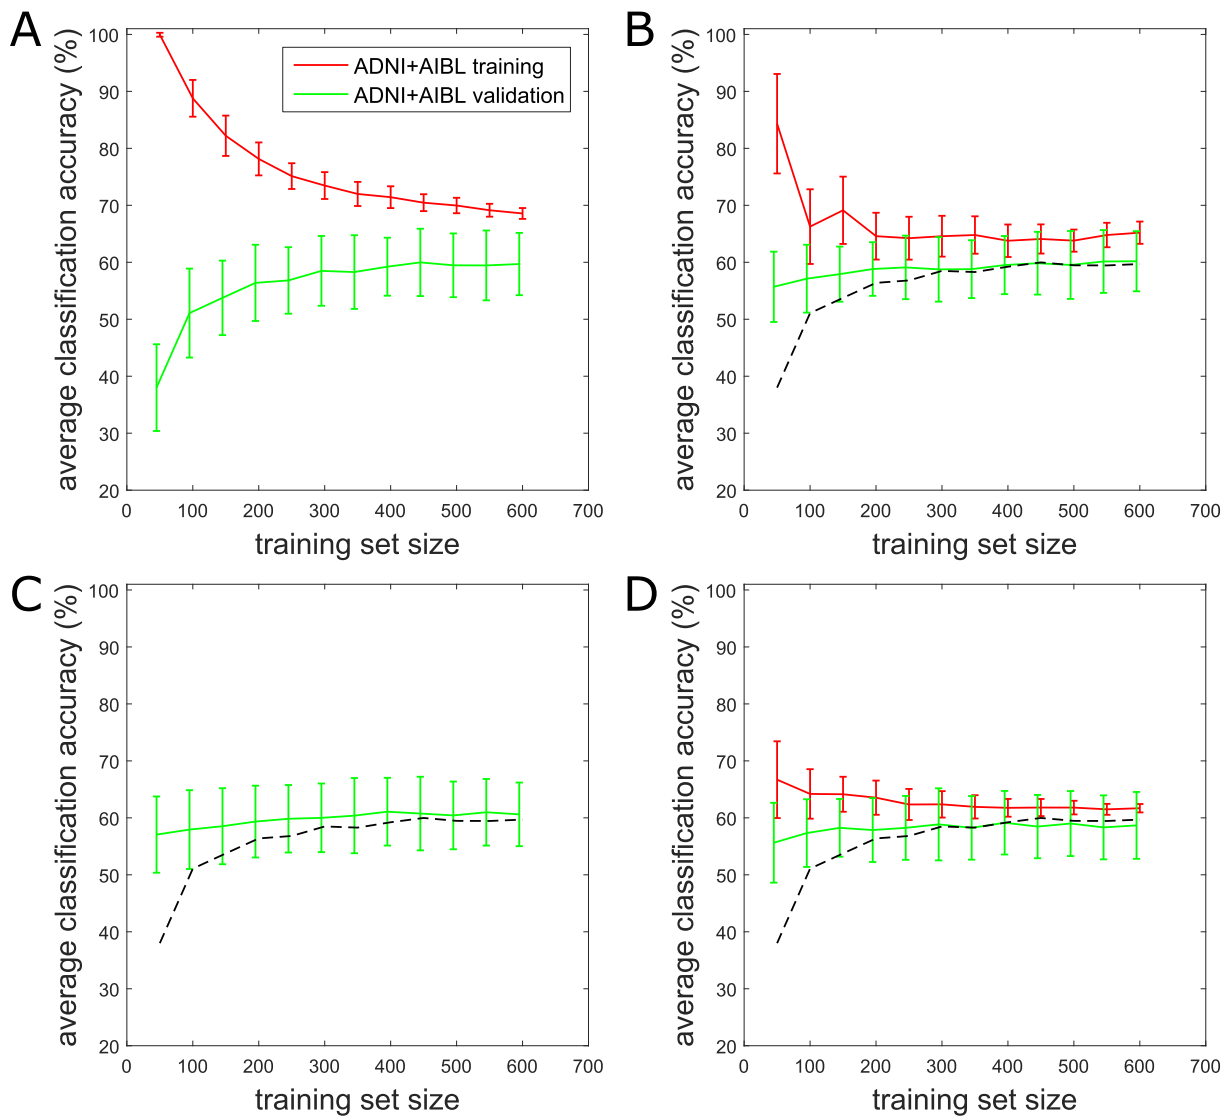 A
average classification accuracy (%)
100
90
80
70
60
50
40
30
20
ADNI+AIBL training
ADNI+AIBL validation
0 100 200 300 400 500 600 700
training set size
B
average classification accuracy (%)
100
90
80
70
60
50
40
30
20
0 100 200 300 400 500 600 700
training set size
C
average classification accuracy (%)
100
90
80
70
60
50
40
30
20
0 100 200 300 400 500 600 700
training set size
D
average classification accuracy (%)
100
90
80
70
60
50
40
30
20
0 100 200 300 400 500 600 700
training set size